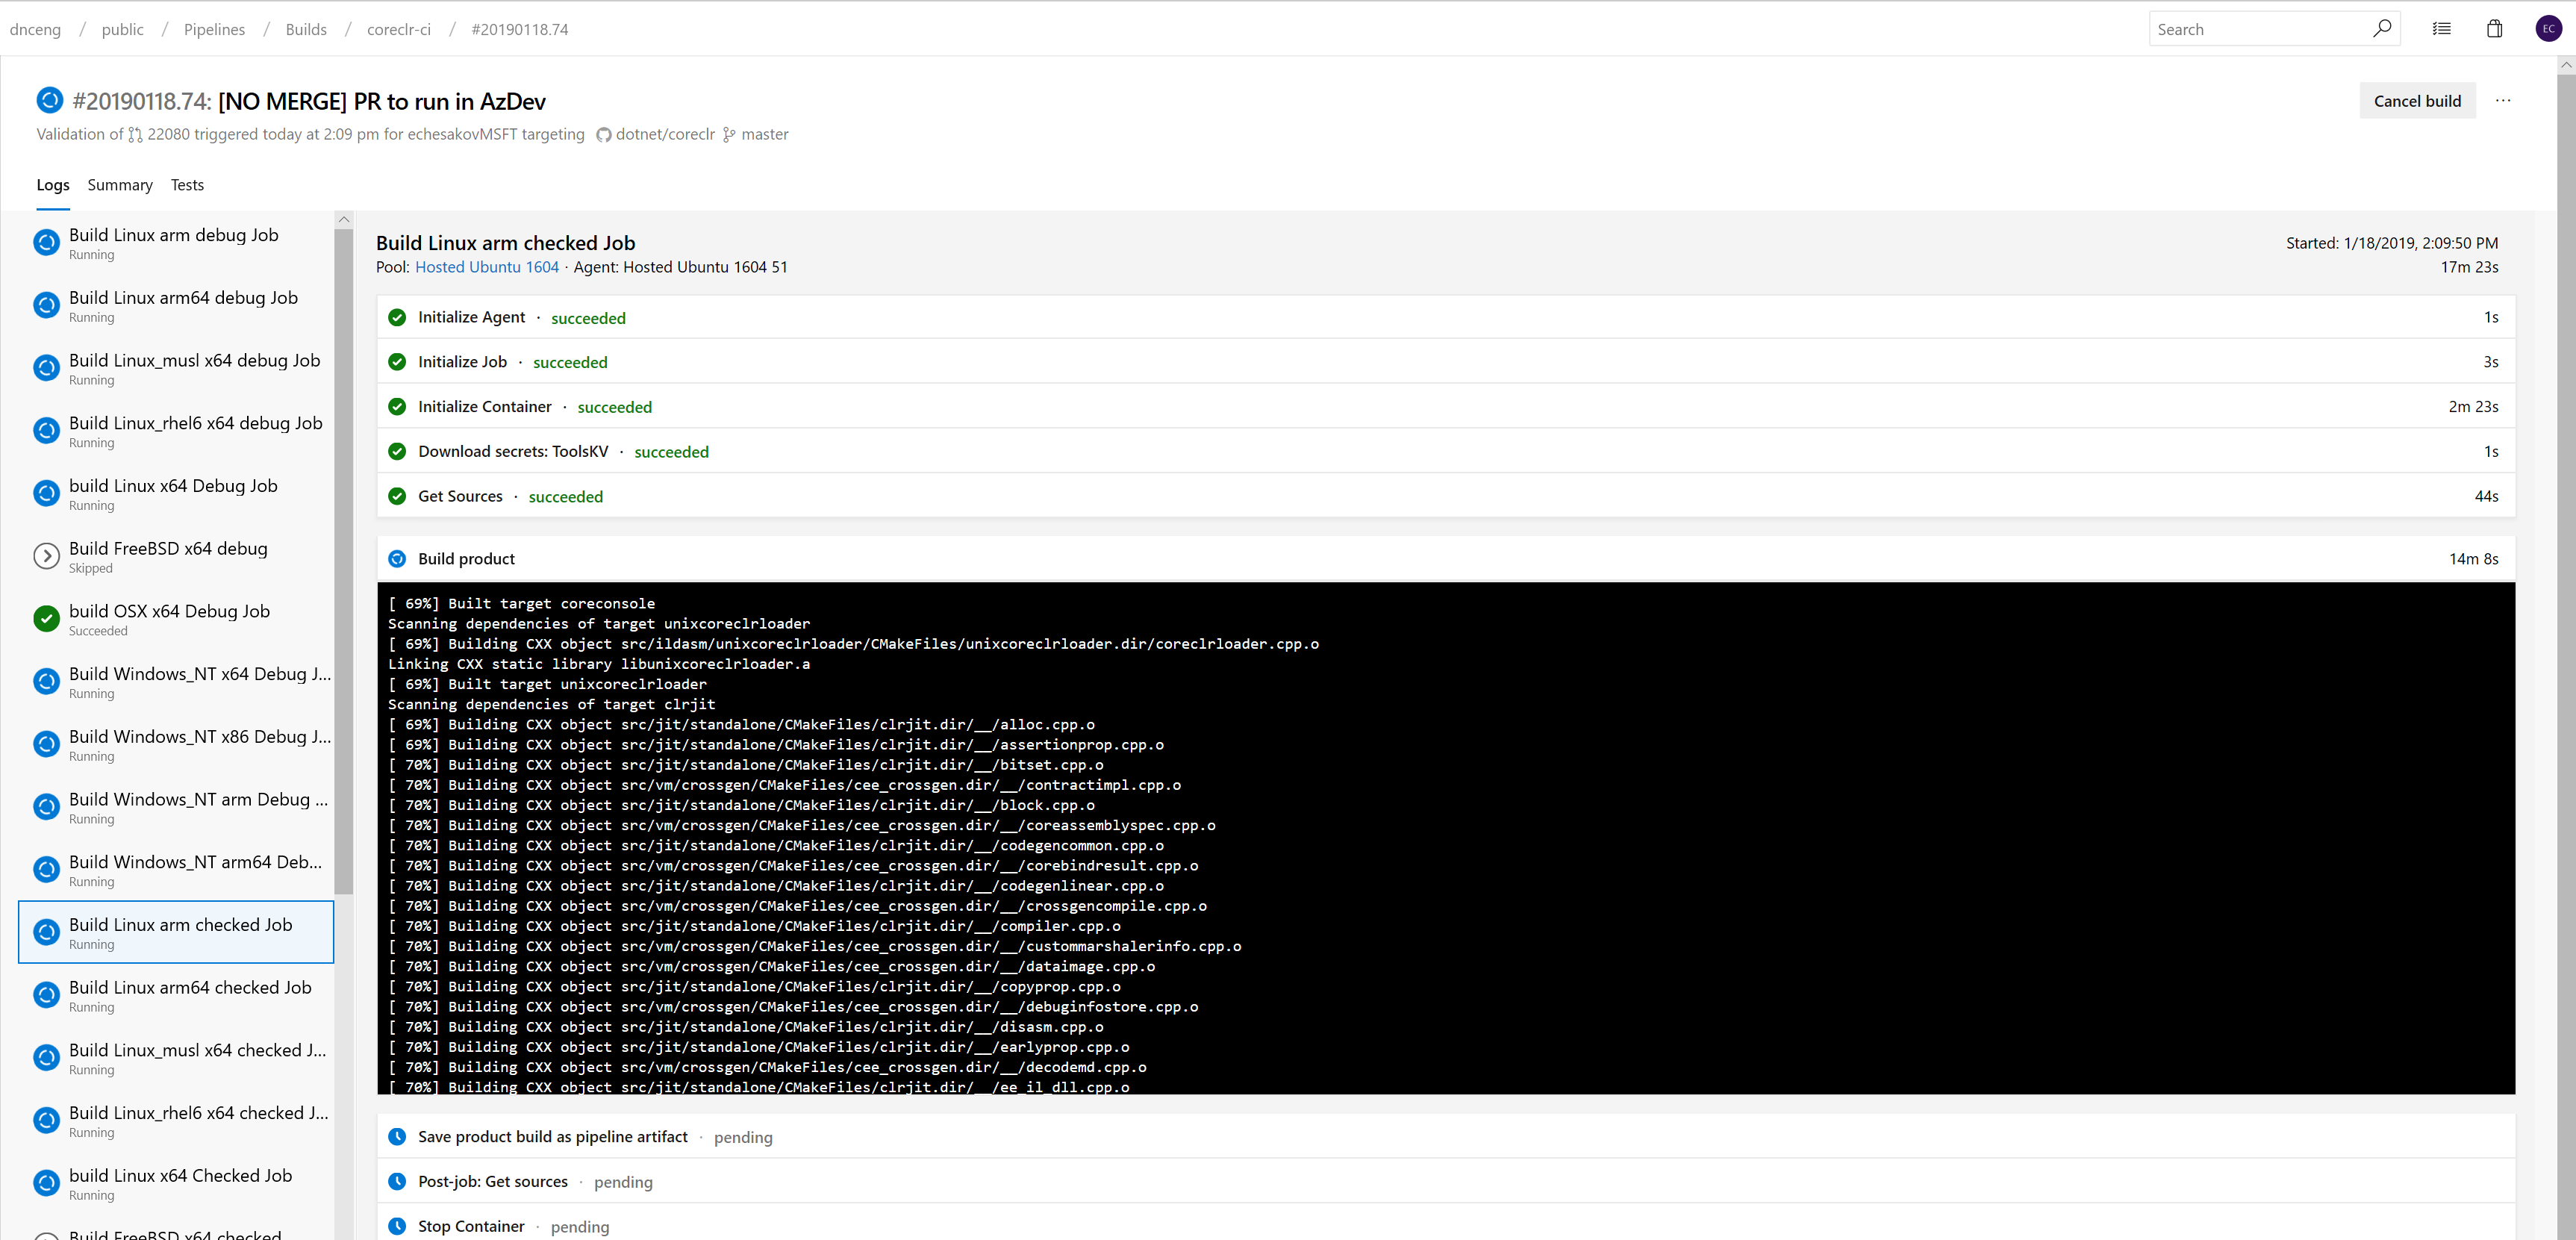 dnceng / public / Pipelines / Builds / coreclr-ci / #20190118.74
Search
EC
#20190118.74: [NO MERGE] PR to run in AzDev
Cancel build
Validation of 22080 triggered today at 2:09 pm for echesakovMSFT targeting dotnet/coreclr master
Logs Summary Tests
Build Linux arm debug Job
Running
Build Linux arm64 debug Job
Running
Build Linux_musl x64 debug Job
Running
Build Linux_rhel6 x64 debug Job
Running
build Linux x64 Debug Job
Running
Build FreeBSD x64 debug
Skipped
build OSX x64 Debug Job
Succeeded
Build Windows_NT x64 Debug J...
Running
Build Windows_NT x86 Debug J...
Running
Build Windows_NT arm Debug ...
Running
Build Windows_NT arm64 Deb...
Running
Build Linux arm checked Job
Running
Build Linux arm64 checked Job
Running
Build Linux_musl x64 checked J...
Running
Build Linux_rhel6 x64 checked J...
Running
build Linux x64 Checked Job
Running
Build FreeBSD x64 checked
Build Linux arm checked Job
Started: 1/18/2019, 2:09:50 PM
Pool: Hosted Ubuntu 1604 · Agent: Hosted Ubuntu 1604 51
17m 23s
Initialize Agent · succeeded 1s
Initialize Job · succeeded 3s
Initialize Container · succeeded 2m 23s
Download secrets: ToolsKV · succeeded 1s
Get Sources · succeeded 44s
Build product 14m 8s
[ 69%] Built target coreconsole
Scanning dependencies of target unixcoreclrloader
[ 69%] Building CXX object src/ildasm/unixcoreclrloader/CMakeFiles/unixcoreclrloader.dir/coreclrloader.cpp.o
Linking CXX static library libunixcoreclrloader.a
[ 69%] Built target unixcoreclrloader
Scanning dependencies of target clrjit
[ 69%] Building CXX object src/jit/standalone/CMakeFiles/clrjit.dir/__/alloc.cpp.o
[ 69%] Building CXX object src/jit/standalone/CMakeFiles/clrjit.dir/__/assertionprop.cpp.o
[ 70%] Building CXX object src/jit/standalone/CMakeFiles/clrjit.dir/__/bitset.cpp.o
[ 70%] Building CXX object src/vm/crossgen/CMakeFiles/cee_crossgen.dir/__/contractimpl.cpp.o
[ 70%] Building CXX object src/jit/standalone/CMakeFiles/clrjit.dir/__/block.cpp.o
[ 70%] Building CXX object src/vm/crossgen/CMakeFiles/cee_crossgen.dir/__/coreassemblyspec.cpp.o
[ 70%] Building CXX object src/jit/standalone/CMakeFiles/clrjit.dir/__/codegencommon.cpp.o
[ 70%] Building CXX object src/vm/crossgen/CMakeFiles/cee_crossgen.dir/__/corebindresult.cpp.o
[ 70%] Building CXX object src/jit/standalone/CMakeFiles/clrjit.dir/__/codegenlinear.cpp.o
[ 70%] Building CXX object src/vm/crossgen/CMakeFiles/cee_crossgen.dir/__/crossgencompile.cpp.o
[ 70%] Building CXX object src/jit/standalone/CMakeFiles/clrjit.dir/__/compiler.cpp.o
[ 70%] Building CXX object src/vm/crossgen/CMakeFiles/cee_crossgen.dir/__/custommarshalerinfo.cpp.o
[ 70%] Building CXX object src/vm/crossgen/CMakeFiles/cee_crossgen.dir/__/dataimage.cpp.o
[ 70%] Building CXX object src/jit/standalone/CMakeFiles/clrjit.dir/__/copyprop.cpp.o
[ 70%] Building CXX object src/vm/crossgen/CMakeFiles/cee_crossgen.dir/__/debuginfostore.cpp.o
[ 70%] Building CXX object src/jit/standalone/CMakeFiles/clrjit.dir/__/disasm.cpp.o
[ 70%] Building CXX object src/jit/standalone/CMakeFiles/clrjit.dir/__/earlyprop.cpp.o
[ 70%] Building CXX object src/vm/crossgen/CMakeFiles/cee_crossgen.dir/__/decodemd.cpp.o
[ 70%] Building CXX object src/jit/standalone/CMakeFiles/clrjit.dir/__/ee_il_dll.cpp.o
Save product build as pipeline artifact · pending
Post-job: Get sources · pending
Stop Container · pending